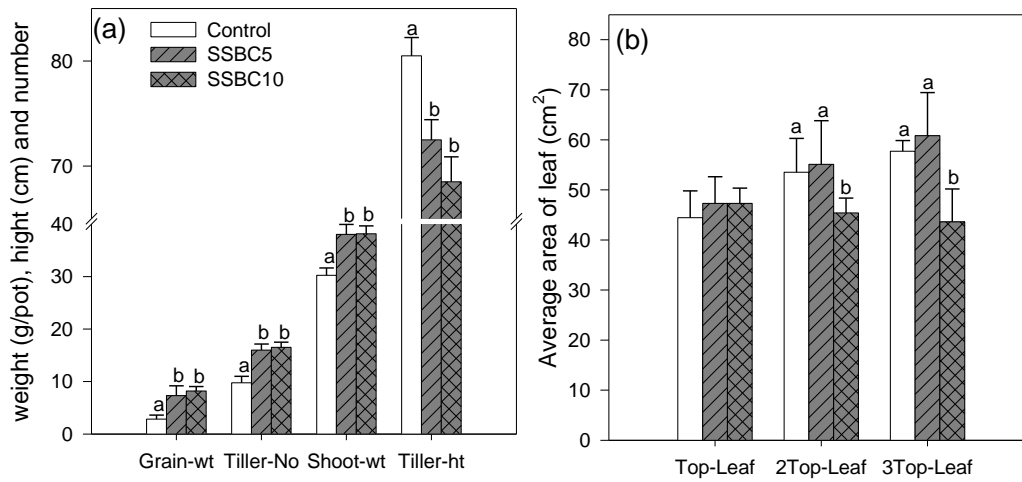 (a)
Control
SSBC5
SSBC10
weight (g/pot), hight (cm) and number
80
70
40
30
20
10
0
a
b
b
a
b
b
a
b
b
a
b
b
Grain-wt
Tiller-No
Shoot-wt
Tiller-ht
(b)
Average area of leaf (cm²)
80
70
60
50
40
30
20
10
0
a
a
b
a
a
b
Top-Leaf
2Top-Leaf
3Top-Leaf